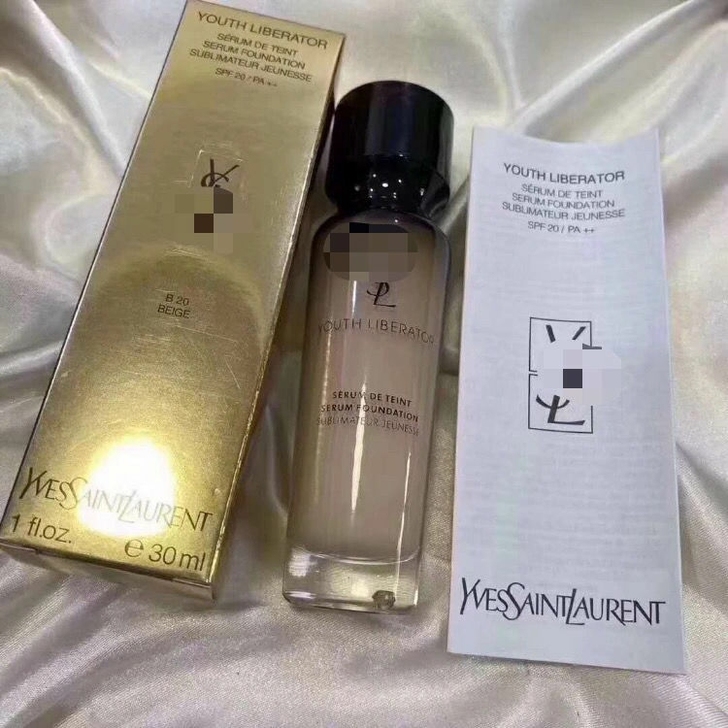 YOUTH LIBERATOR
SÉRUM DE TEINT
SERUM FOUNDATION
SUBLIMATEUR JEUNESSE
SPF 20 / PA ++
B 20
BEIGE
YVESSAINTLAURENT
1 fl.oz. e 30 ml
YOUTH LIBERATOR
SÉRUM DE TEINT
SERUM FOUNDATION
SUBLIMATEUR JEUNESSE
YOUTH LIBERATOR
SÉRUM DE TEINT
SERUM FOUNDATION
SUBLIMATEUR JEUNESSE
SPF 20 / PA ++
YVESSAINTLAURENT